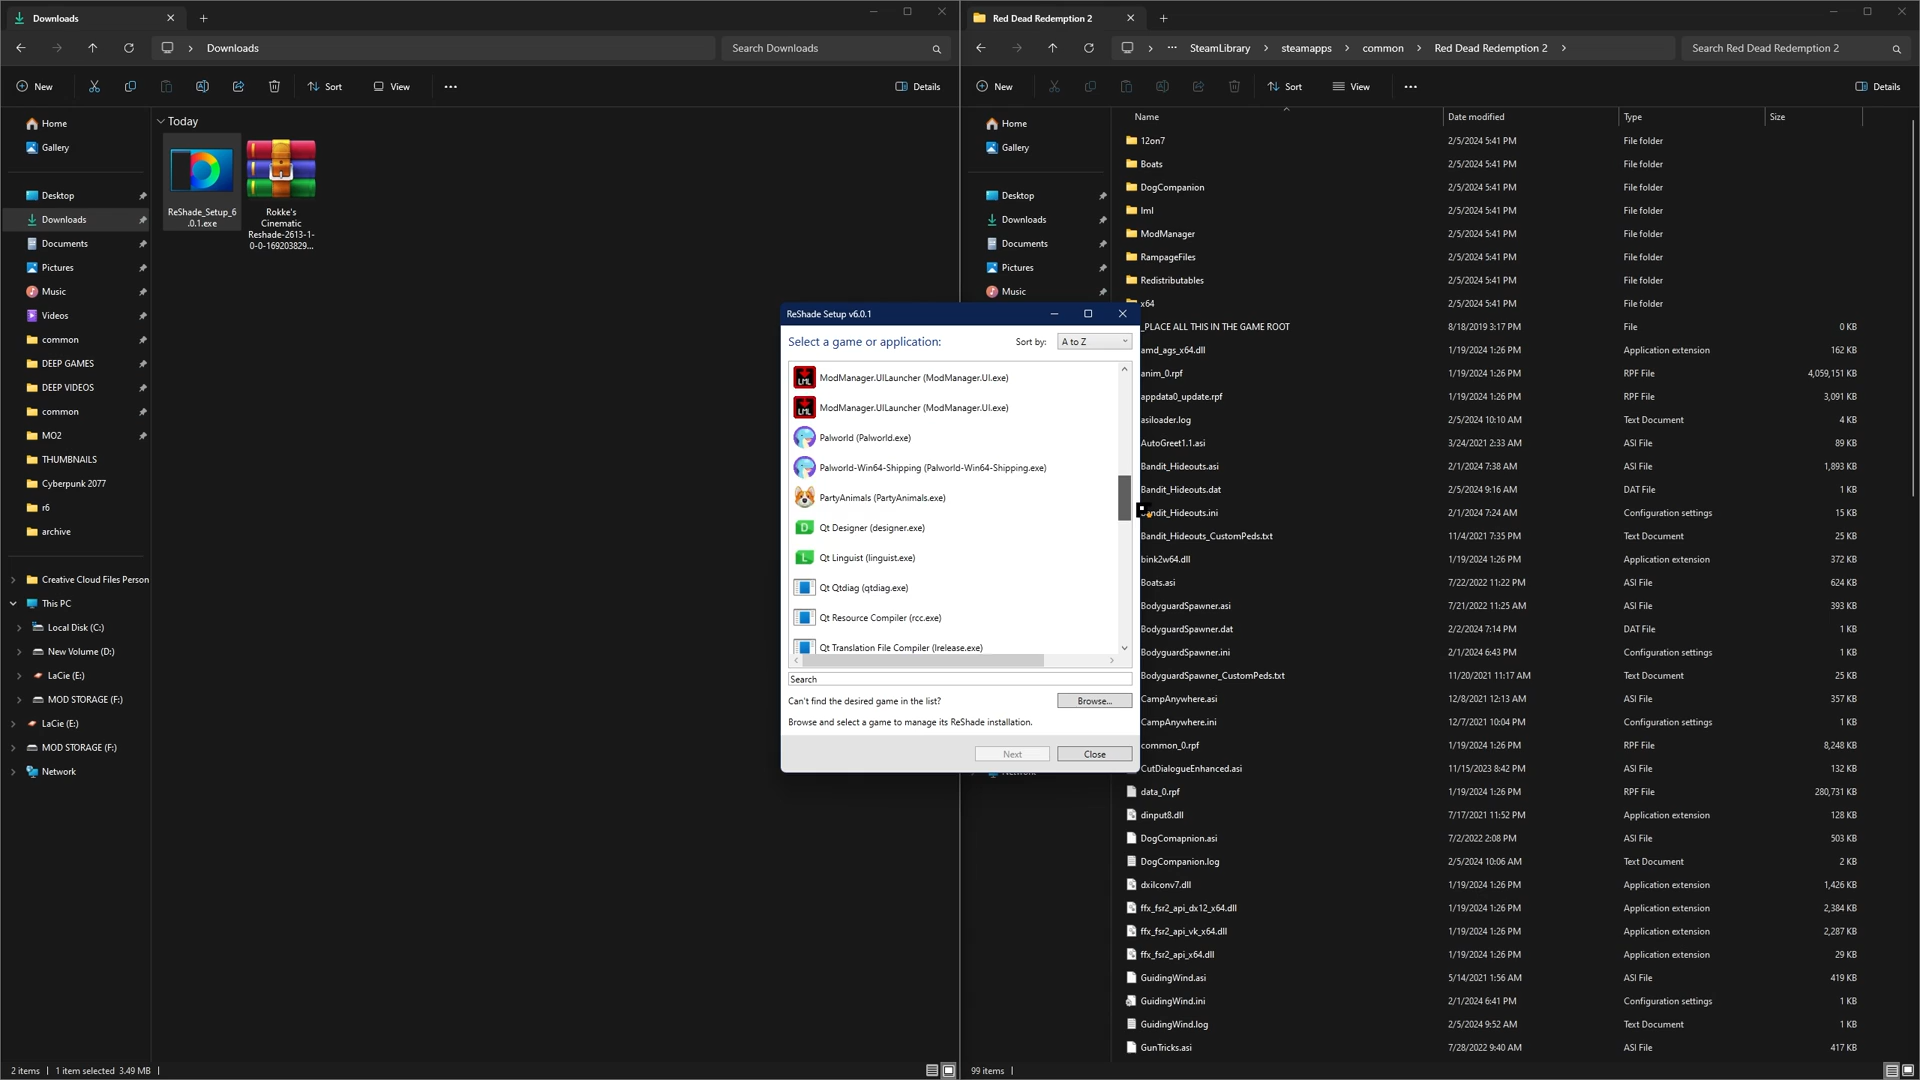 Downloads
Downloads
Search Downloads
New
Sort
View
Details
Home
Gallery
Desktop
Downloads
Documents
Pictures
Music
Videos
common
DEEP GAMES
DEEP VIDEOS
common
MO2
THUMBNAILS
Cyberpunk 2077
r6
archive
Creative Cloud Files Person
This PC
Local Disk (C:)
New Volume (D:)
LaCie (E:)
MOD STORAGE (F:)
LaCie (E:)
MOD STORAGE (F:)
Network
Today
ReShade_Setup_6
.0.1.exe
Rokke's
Cinematic
Reshade-2613-1-
0-0-169203829...
2 items
1 item selected 3.49 MB
Red Dead Redemption 2
SteamLibrary
steamapps
common
Red Dead Redemption 2
Search Red Dead Redemption 2
New
Sort
View
Details
Home
Gallery
Desktop
Downloads
Documents
Pictures
Music
Name Date modified Type Size
12on7 2/5/2024 5:41 PM File folder
Boats 2/5/2024 5:41 PM File folder
DogCompanion 2/5/2024 5:41 PM File folder
lml 2/5/2024 5:41 PM File folder
ModManager 2/5/2024 5:41 PM File folder
RampageFiles 2/5/2024 5:41 PM File folder
Redistributables 2/5/2024 5:41 PM File folder
x64 2/5/2024 5:41 PM File folder
_PLACE ALL THIS IN THE GAME ROOT 8/18/2019 3:17 PM File 0 KB
amd_ags_x64.dll 1/19/2024 1:26 PM Application extension 162 KB
anim_0.rpf 1/19/2024 1:26 PM RPF File 4,059,151 KB
appdata0_update.rpf 1/19/2024 1:26 PM RPF File 3,091 KB
asiloader.log 2/5/2024 10:10 AM Text Document 4 KB
AutoGreet1.1.asi 3/24/2021 2:33 AM ASI File 89 KB
Bandit_Hideouts.asi 2/1/2024 7:38 AM ASI File 1,893 KB
Bandit_Hideouts.dat 2/5/2024 9:16 AM DAT File 1 KB
ndit_Hideouts.ini 2/1/2024 7:24 AM Configuration settings 15 KB
Bandit_Hideouts_CustomPeds.txt 11/4/2021 7:35 PM Text Document 25 KB
bink2w64.dll 1/19/2024 1:26 PM Application extension 372 KB
Boats.asi 7/22/2022 11:22 PM ASI File 624 KB
BodyguardSpawner.asi 7/21/2022 11:25 AM ASI File 393 KB
BodyguardSpawner.dat 2/2/2024 7:14 PM DAT File 1 KB
BodyguardSpawner.ini 2/1/2024 6:43 PM Configuration settings 1 KB
BodyguardSpawner_CustomPeds.txt 11/20/2021 11:17 AM Text Document 25 KB
CampAnywhere.asi 12/8/2021 12:13 AM ASI File 357 KB
CampAnywhere.ini 12/7/2021 10:04 PM Configuration settings 1 KB
common_0.rpf 1/19/2024 1:26 PM RPF File 8,248 KB
CutDialogueEnhanced.asi 11/15/2023 8:42 PM ASI File 132 KB
data_0.rpf 1/19/2024 1:26 PM RPF File 280,731 KB
dinput8.dll 7/17/2021 11:52 PM Application extension 128 KB
DogComapnion.asi 7/2/2022 2:08 PM ASI File 503 KB
DogCompanion.log 2/5/2024 10:06 AM Text Document 2 KB
dxilconv7.dll 1/19/2024 1:26 PM Application extension 1,426 KB
ffx_fsr2_api_dx12_x64.dll 1/19/2024 1:26 PM Application extension 2,384 KB
ffx_fsr2_api_vk_x64.dll 1/19/2024 1:26 PM Application extension 2,287 KB
ffx_fsr2_api_x64.dll 1/19/2024 1:26 PM Application extension 29 KB
GuidingWind.asi 5/14/2021 1:56 AM ASI File 419 KB
GuidingWind.ini 2/1/2024 6:41 PM Configuration settings 1 KB
GuidingWind.log 2/5/2024 9:52 AM Text Document 1 KB
GunTricks.asi 7/28/2022 9:40 AM ASI File 417 KB
99 items
ReShade Setup v6.0.1
Select a game or application:
Sort by: A to Z
ModManager.UILauncher (ModManager.UI.exe)
ModManager.UILauncher (ModManager.UI.exe)
Palworld (Palworld.exe)
Palworld-Win64-Shipping (Palworld-Win64-Shipping.exe)
PartyAnimals (PartyAnimals.exe)
Qt Designer (designer.exe)
Qt Linguist (linguist.exe)
Qt Qtdiag (qtdiag.exe)
Qt Resource Compiler (rcc.exe)
Qt Translation File Compiler (lrelease.exe)
Search
Can't find the desired game in the list?
Browse...
Browse and select a game to manage its ReShade installation.
Next
Close